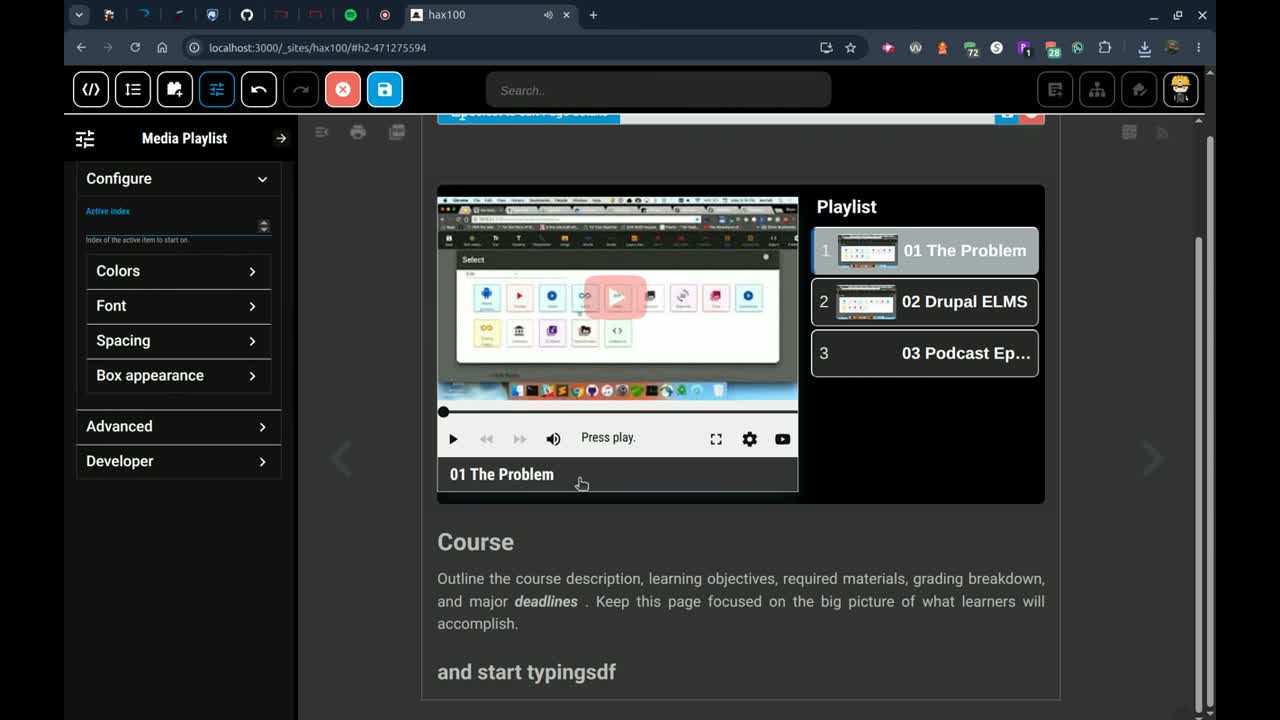 hax100
localhost:3000/_sites/hax100/#h2-471275594
72
1
28
Search..
Media Playlist
Configure
Active index
Index of the active item to start on.
Colors
Font
Spacing
Box appearance
Advanced
Developer
Select
Playlist
1 01 The Problem
2 02 Drupal ELMS
3 03 Podcast Ep...
Press play.
01 The Problem
Course
Outline the course description, learning objectives, required materials, grading breakdown,
and major deadlines . Keep this page focused on the big picture of what learners will
accomplish.
and start typingsdf